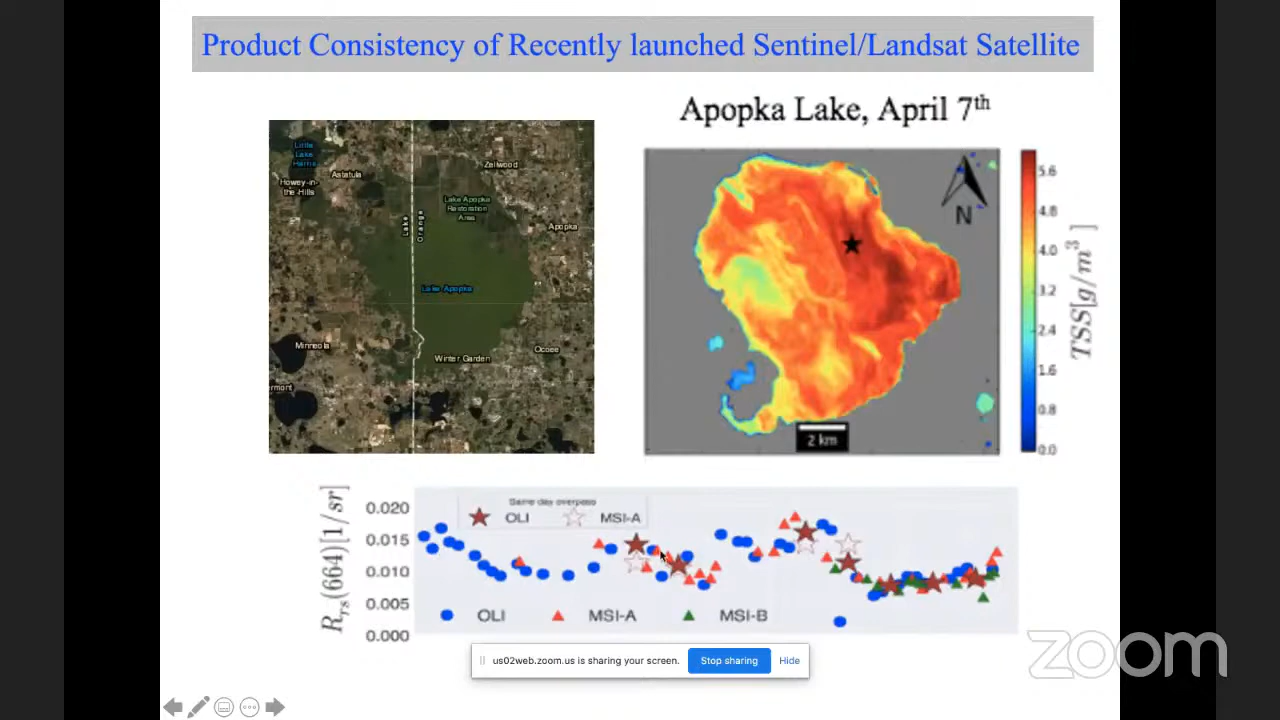 Product Consistency of Recently launched Sentinel/Landsat Satellite
Apopka Lake, April 7th
Little
Lake
Harris
Howey-in-
the-Hills
Astatula
Zellwood
Lake Apopka
Restoration
Area
Lake
Orange
Apopka
Lake Apopka
Minneola
Winter Garden
Ocoee
ermont
N
2 km
5.6
4.8
4.0
3.2
2.4
1.6
0.8
0.0
TSS[g/m³]
Rrs(664)[1/sr]
0.020
0.015
0.010
0.005
0.000
Same day overpass
OLI MSI-A
OLI MSI-A MSI-B
us02web.zoom.us is sharing your screen. Stop sharing Hide
zoom